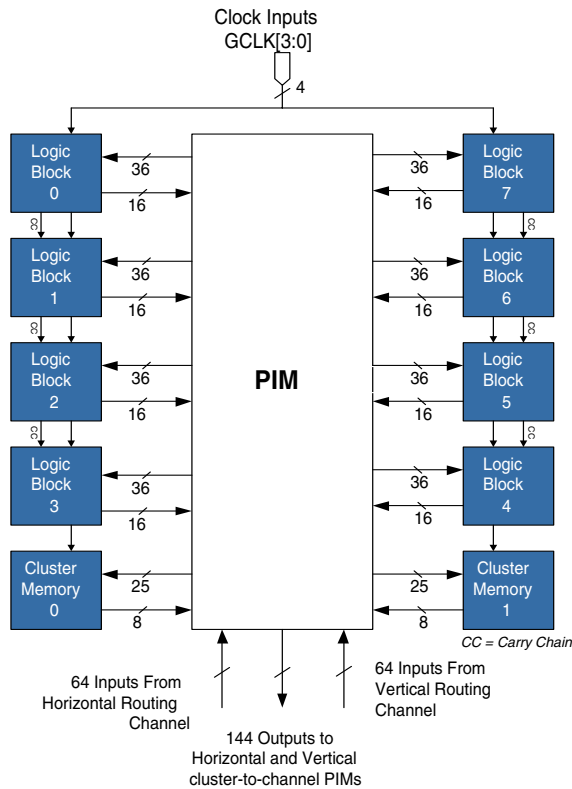 Clock Inputs
GCLK[3:0]
4
Logic
Block
0
36
16
CC
Logic
Block
1
36
16
CC
Logic
Block
2
36
16
CC
Logic
Block
3
36
16
Cluster
Memory
0
25
8
PIM
Logic
Block
7
36
16
CC
Logic
Block
6
36
16
CC
Logic
Block
5
36
16
CC
Logic
Block
4
36
16
Cluster
Memory
1
25
8
CC = Carry Chain
64 Inputs From
Horizontal Routing
Channel
64 Inputs From
Vertical Routing
Channel
144 Outputs to
Horizontal and Vertical
cluster-to-channel PIMs